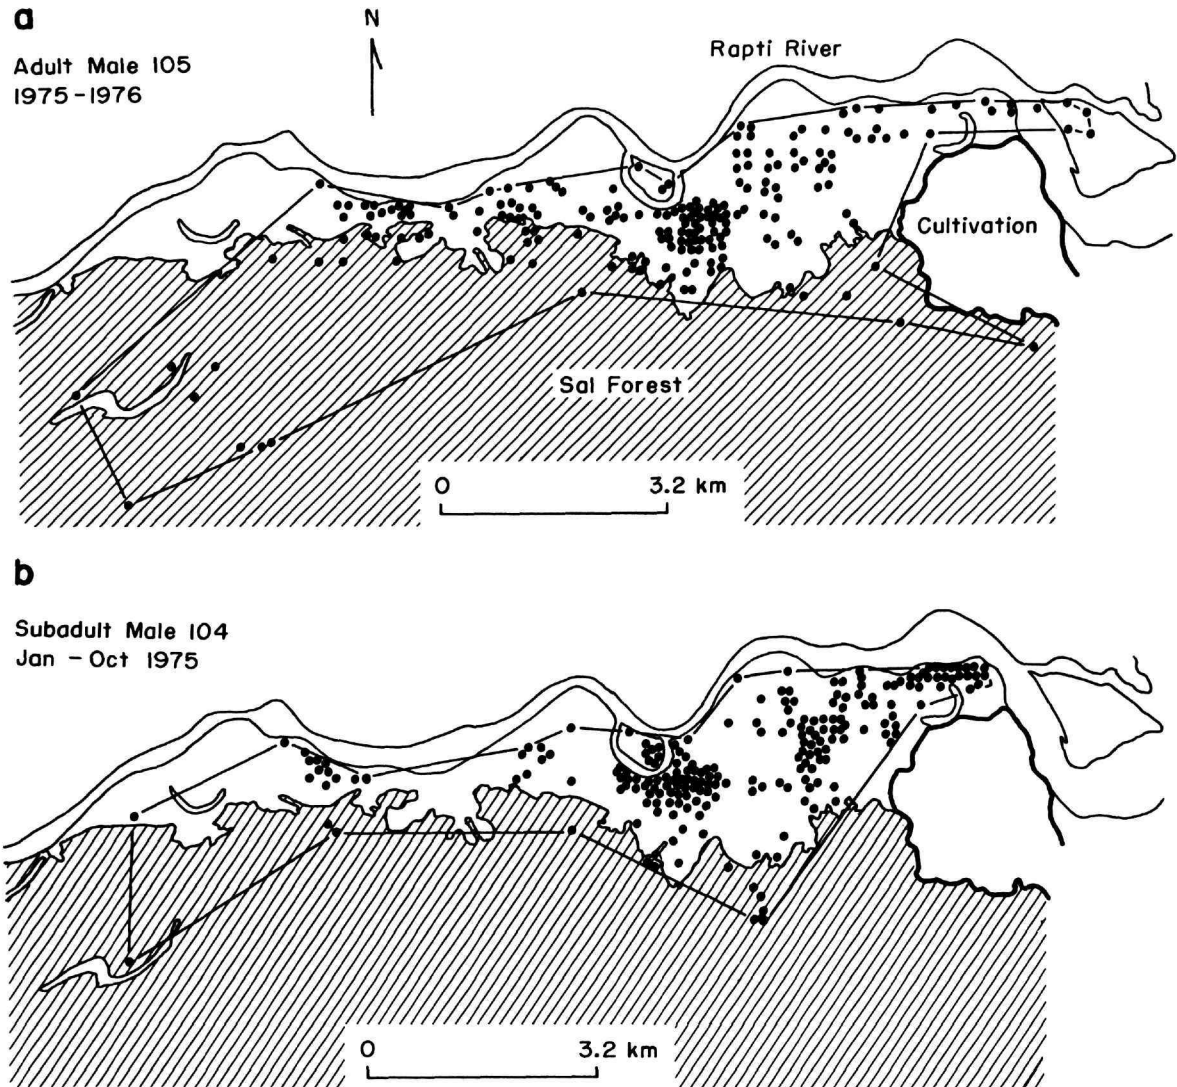 a
N
Adult Male 105
1975-1976
Rapti River
Cultivation
Sal Forest
0 3.2 km
b
Subadult Male 104
Jan - Oct 1975
0 3.2 km